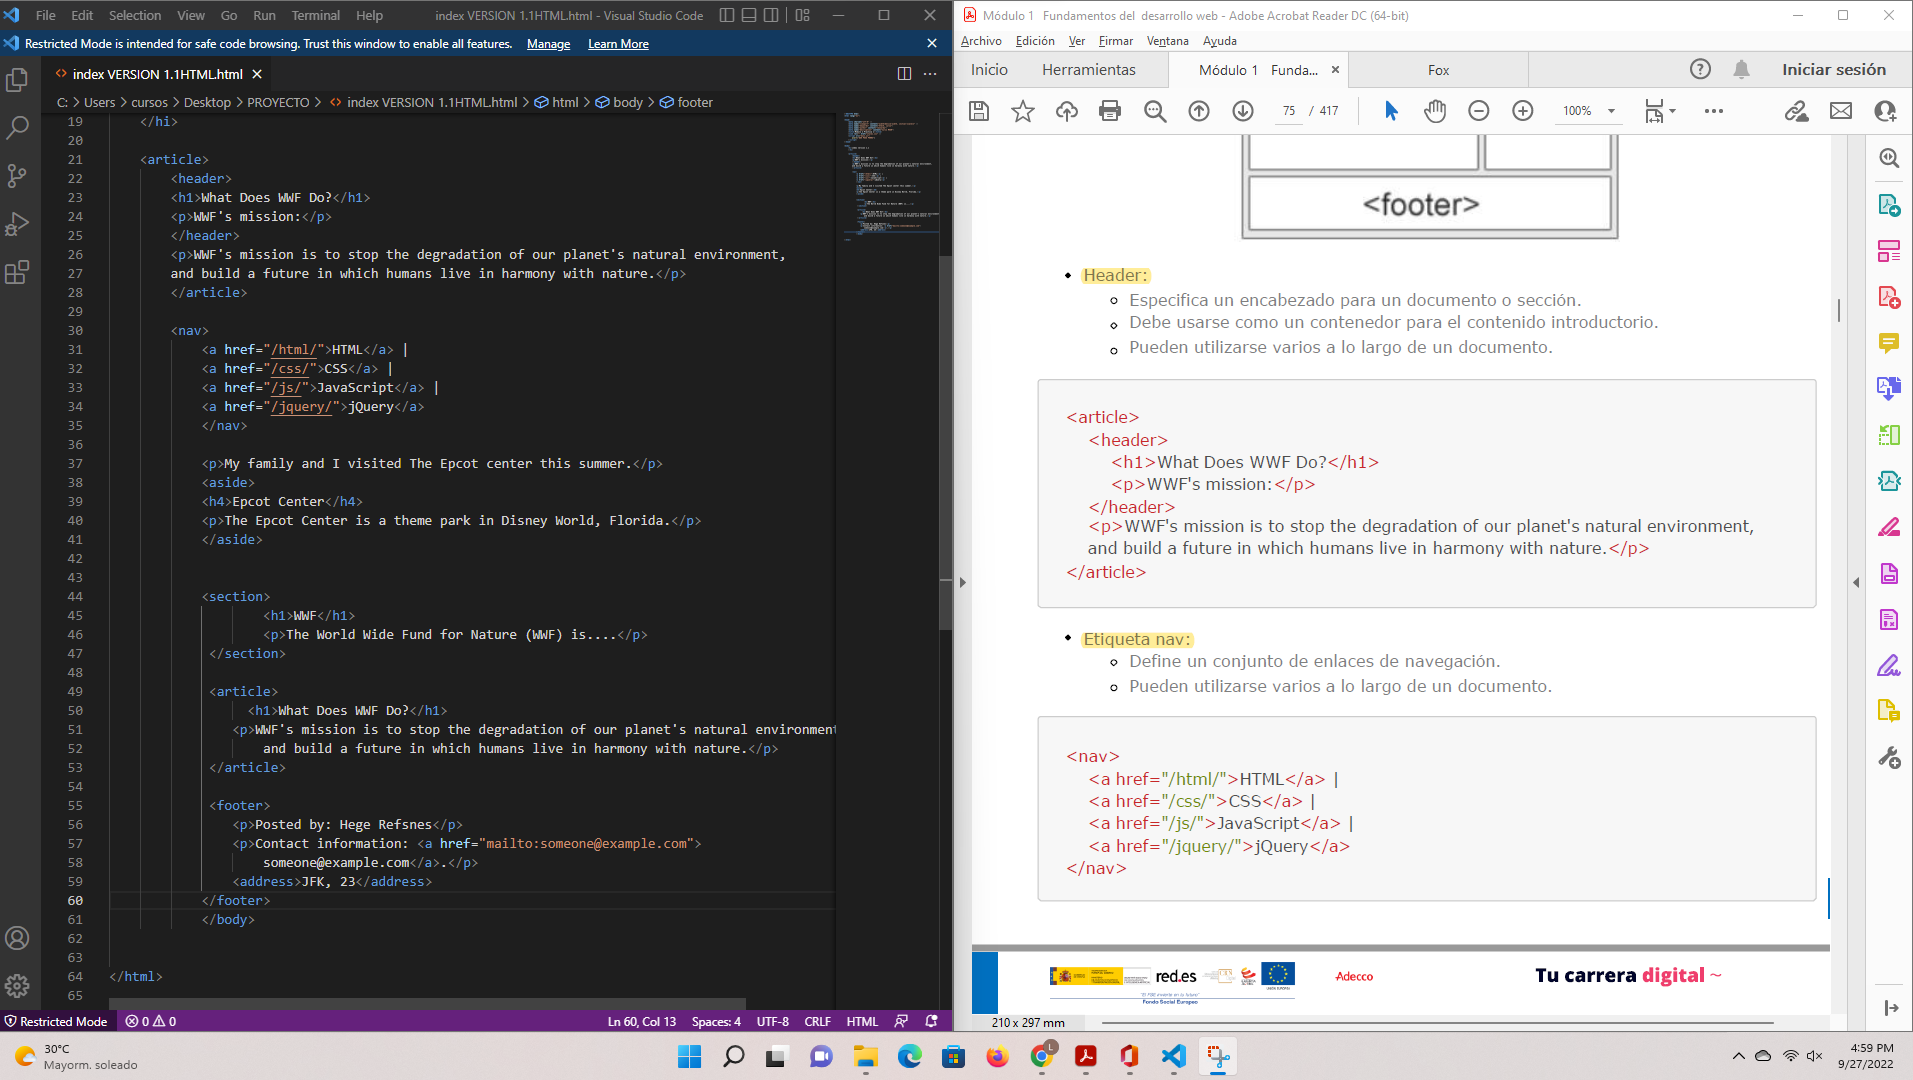 File Edit Selection View Go Run Terminal Help index VERSION 1.1HTML.html - Visual Studio Code
Restricted Mode is intended for safe code browsing. Trust this window to enable all features. Manage Learn More
index VERSION 1.1HTML.html
C: > Users > cursos > Desktop > PROYECTO > index VERSION 1.1HTML.html > html > body > footer
19 </hi>
20
21 <article>
22 <header>
23 <h1>What Does WWF Do?</h1>
24 <p>WWF's mission:</p>
25 </header>
26 <p>WWF's mission is to stop the degradation of our planet's natural environment,
27 and build a future in which humans live in harmony with nature.</p>
28 </article>
29
30 <nav>
31 <a href="/html/">HTML</a> |
32 <a href="/css/">CSS</a> |
33 <a href="/js/">JavaScript</a> |
34 <a href="/jquery/">jQuery</a>
35 </nav>
36
37 <p>My family and I visited The Epcot center this summer.</p>
38 <aside>
39 <h4>Epcot Center</h4>
40 <p>The Epcot Center is a theme park in Disney World, Florida.</p>
41 </aside>
42
43
44 <section>
45 <h1>WWF</h1>
46 <p>The World Wide Fund for Nature (WWF) is....</p>
47 </section>
48
49 <article>
50 <h1>What Does WWF Do?</h1>
51 <p>WWF's mission is to stop the degradation of our planet's natural environment
52 and build a future in which humans live in harmony with nature.</p>
53 </article>
54
55 <footer>
56 <p>Posted by: Hege Refsnes</p>
57 <p>Contact information: <a href="mailto:someone@example.com">
58 someone@example.com</a>.</p>
59 <address>JFK, 23</address>
60 </footer>
61 </body>
62
63
64 </html>
65
Restricted Mode 0 0 Ln 60, Col 13 Spaces: 4 UTF-8 CRLF HTML
Módulo 1 Fundamentos del desarrollo web - Adobe Acrobat Reader DC (64-bit)
Archivo Edición Ver Firmar Ventana Ayuda
Inicio Herramientas Módulo 1 Funda... Fox Iniciar sesión
75 / 417 100%
<footer>
Header:
Especifica un encabezado para un documento o sección.
Debe usarse como un contenedor para el contenido introductorio.
Pueden utilizarse varios a lo largo de un documento.
<article>
<header>
<h1>What Does WWF Do?</h1>
<p>WWF's mission:</p>
</header>
<p>WWF's mission is to stop the degradation of our planet's natural environment,
and build a future in which humans live in harmony with nature.</p>
</article>
Etiqueta nav:
Define un conjunto de enlaces de navegación.
Pueden utilizarse varios a lo largo de un documento.
<nav>
<a href="/html/">HTML</a> |
<a href="/css/">CSS</a> |
<a href="/js/">JavaScript</a> |
<a href="/jquery/">jQuery</a>
</nav>
red.es Adecco Tu carrera digital
"El FSE invierte en tu futuro"
Fondo Social Europeo
210 x 297 mm
30°C
Mayorm. soleado
L
4:59 PM
9/27/2022